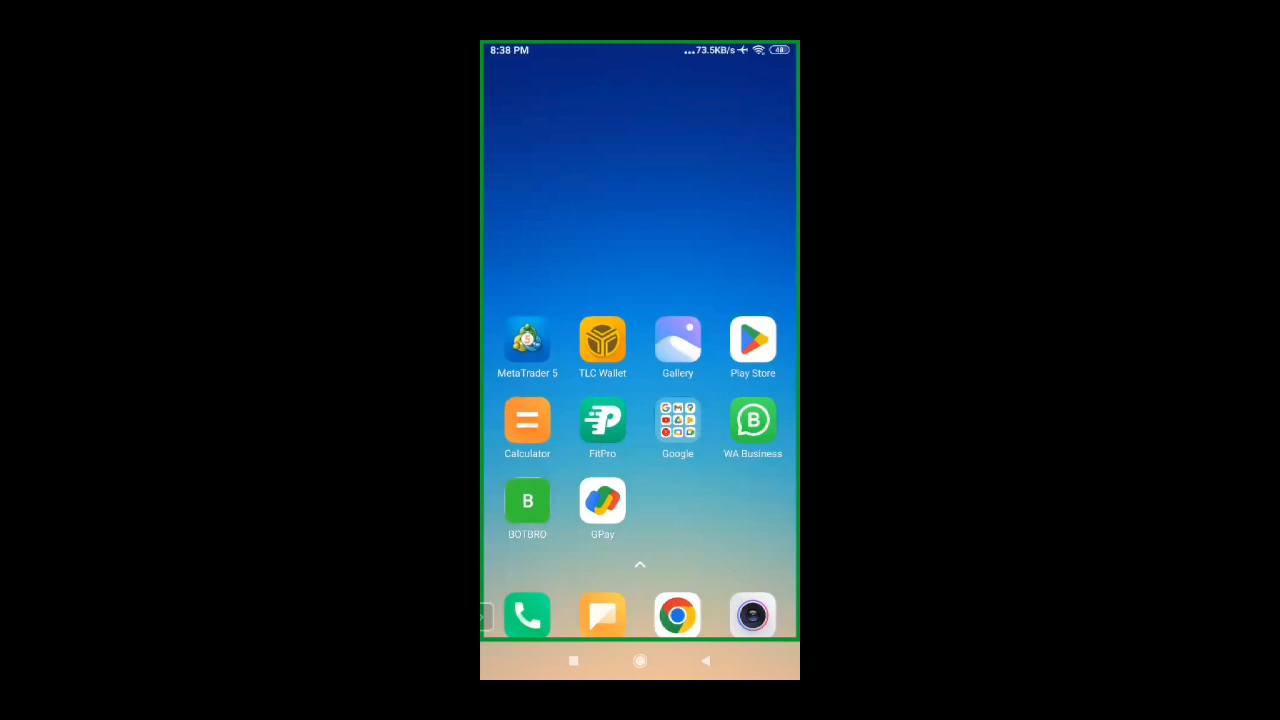 8:38 PM ...73.5KB/s 48
MetaTrader 5 TLC Wallet Gallery Play Store
Calculator FitPro Google WA Business
B
BOTBRO GPay